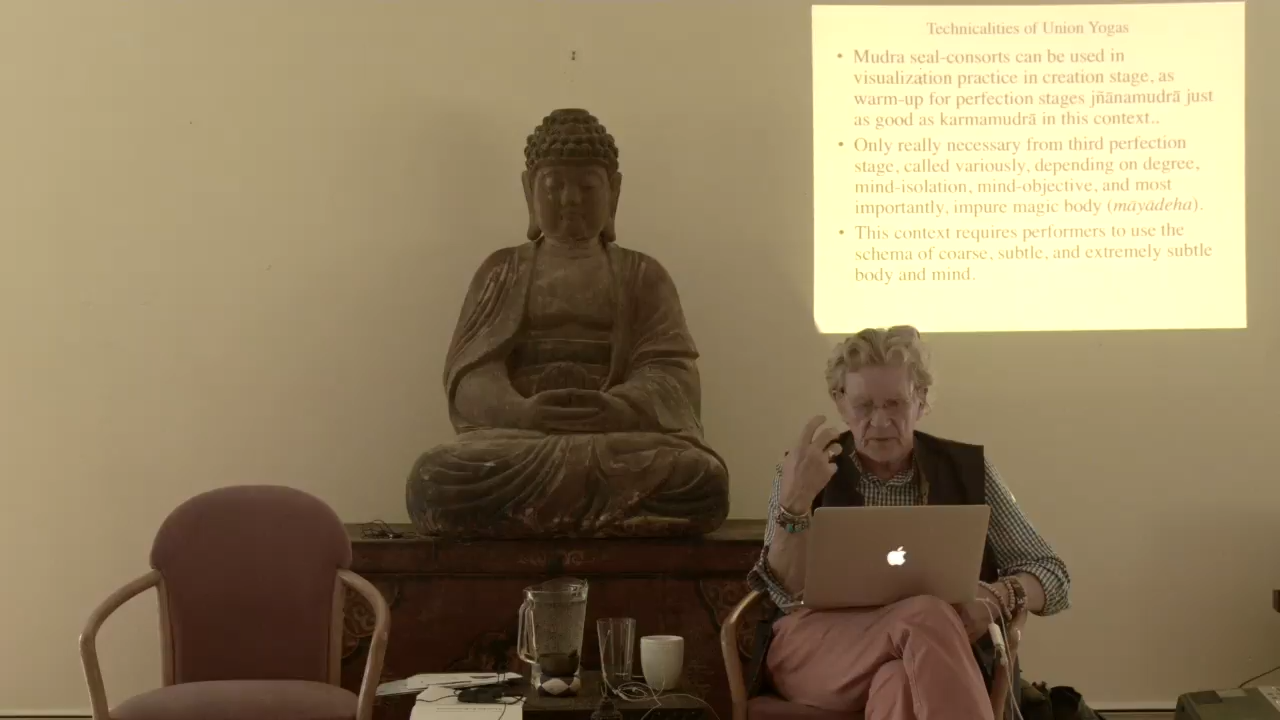 Technicalities of Union Yogas
• Mudra seal-consorts can be used in
visualization practice in creation stage, as
warm-up for perfection stages jñānamudrā just
as good as karmamudrā in this context..
• Only really necessary from third perfection
stage, called variously, depending on degree,
mind-isolation, mind-objective, and most
importantly, impure magic body (māyādeha).
• This context requires performers to use the
schema of coarse, subtle, and extremely subtle
body and mind.